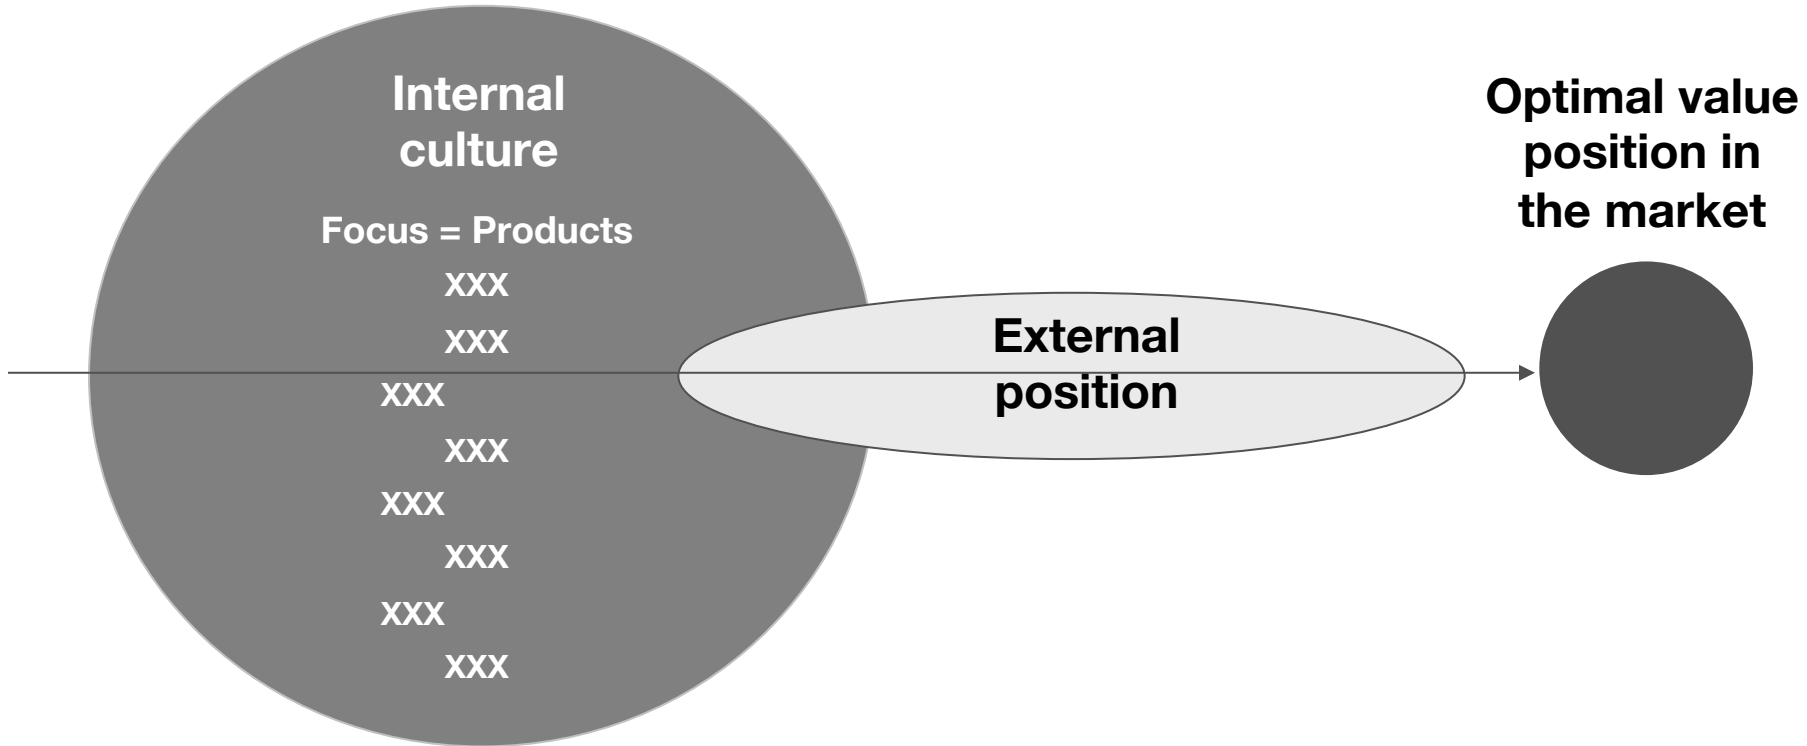 Internal
culture
Focus = Products
XXX
XXX
XXX
XXX
XXX
XXX
XXX
XXX
External
position
Optimal value
position in
the market